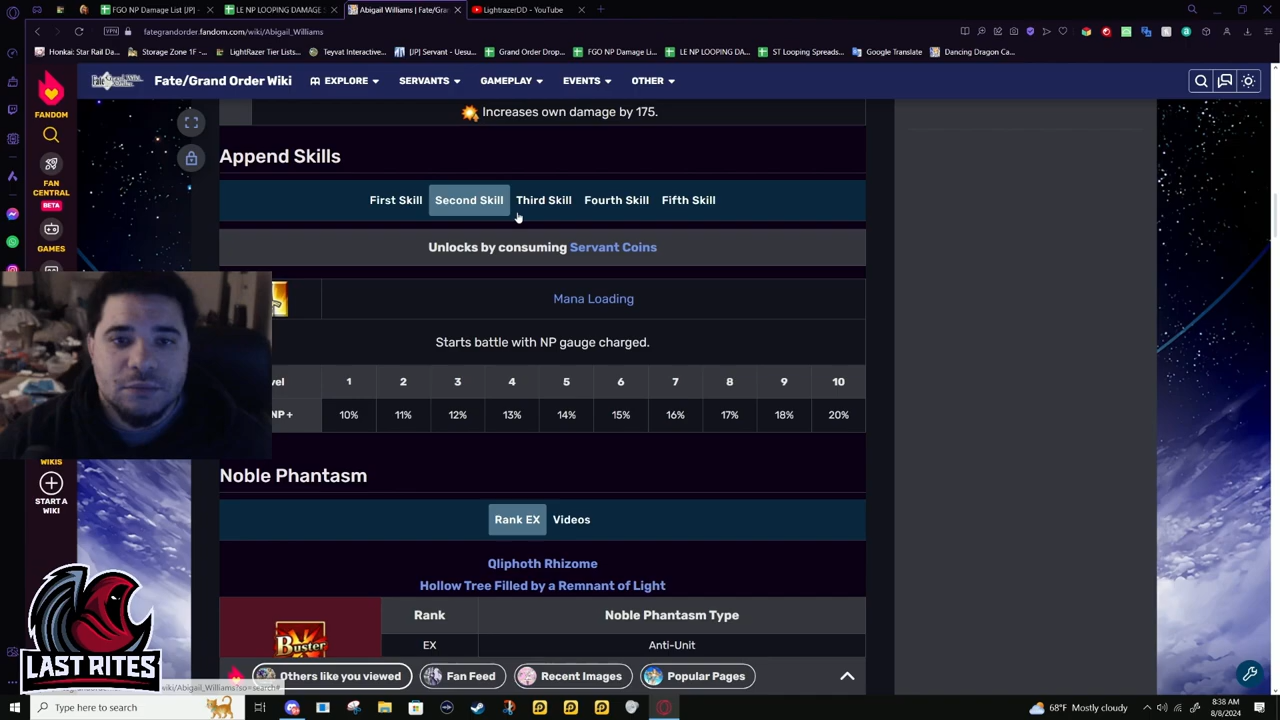 FGO NP Damage List [JP]
LE NP LOOPING DAMAGE
Abigail Williams | Fate/Gran
LightrazerDD - YouTube
VPN
fategrandorder.fandom.com/wiki/Abigail_Williams
Honkai: Star Rail Da...
Storage Zone 1F -...
LightRazer Tier Lists...
Teyvat Interactive...
[JP] Servant - Uesu...
Grand Order Drop...
FGO NP Damage Li...
LE NP LOOPING DA...
ST Looping Spreads...
Google Translate
Dancing Dragon Ca...
Fate/Grand Order Wiki
EXPLORE
SERVANTS
GAMEPLAY
EVENTS
OTHER
FANDOM
FAN
CENTRAL
BETA
GAMES
WIKIS
START A
WIKI
Increases own damage by 175.
Append Skills
First Skill
Second Skill
Third Skill
Fourth Skill
Fifth Skill
Unlocks by consuming Servant Coins
Mana Loading
Starts battle with NP gauge charged.
vel 1 2 3 4 5 6 7 8 9 10
NP + 10% 11% 12% 13% 14% 15% 16% 17% 18% 20%
Noble Phantasm
Rank EX
Videos
Qliphoth Rhizome
Hollow Tree Filled by a Remnant of Light
Rank
Noble Phantasm Type
Buster
EX
Anti-Unit
Others like you viewed
Popular Pages
LAST RITES
/wiki/Abigail_Williams?so=search#
Type here to search
68°F Mostly cloudy
8:38 AM
8/8/2024